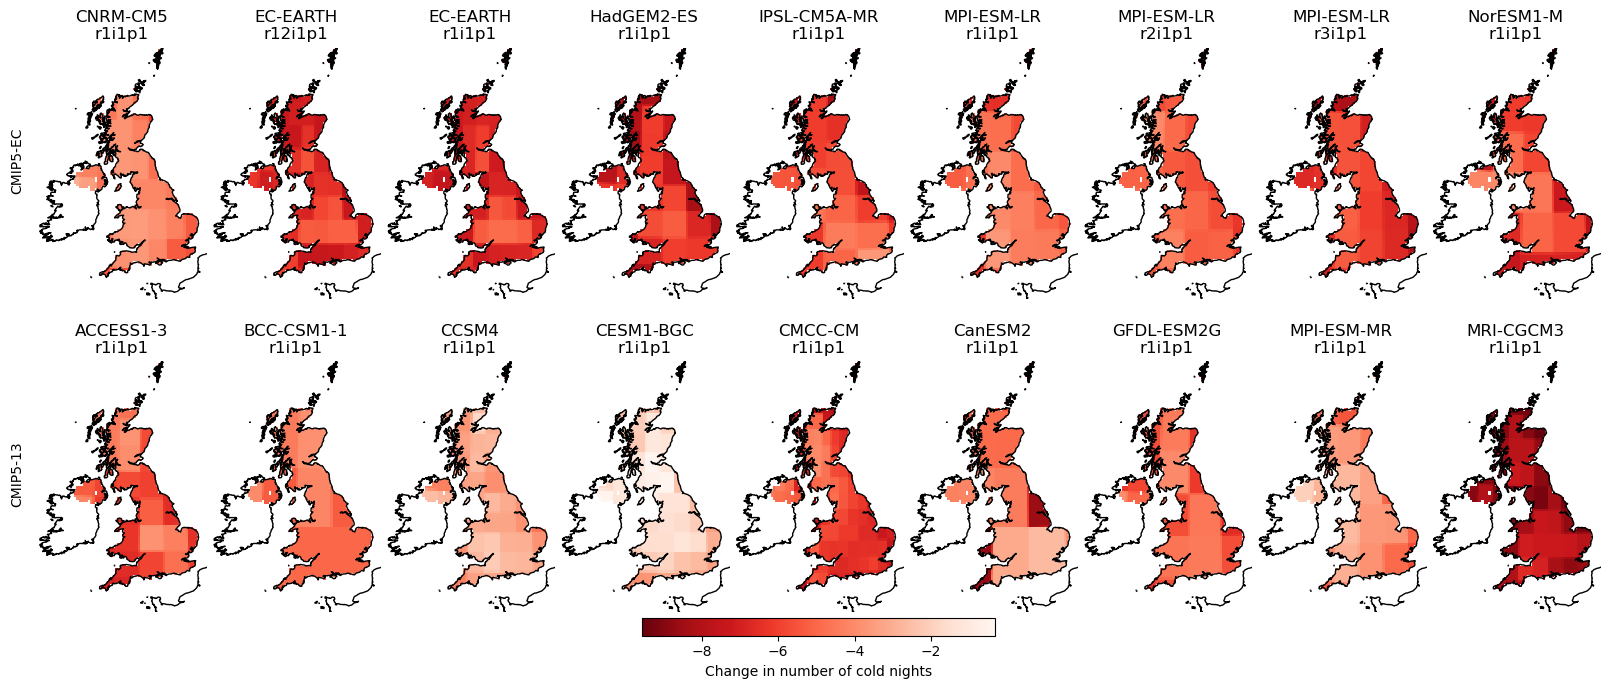 CNRM-CM5 EC-EARTH EC-EARTH HadGEM2-ES IPSL-CM5A-MR MPI-ESM-LR MPI-ESM-LR MPI-ESM-LR NorESM1-M
r1i1p1 r12i1p1 r1i1p1 r1i1p1 r1i1p1 r1i1p1 r2i1p1 r3i1p1 r1i1p1
CMIP5-EC
ACCESS1-3 BCC-CSM1-1 CCSM4 CESM1-BGC CMCC-CM CanESM2 GFDL-ESM2G MPI-ESM-MR MRI-CGCM3
r1i1p1 r1i1p1 r1i1p1 r1i1p1 r1i1p1 r1i1p1 r1i1p1 r1i1p1 r1i1p1
CMIP5-13
−8 −6 −4 −2
Change in number of cold nights